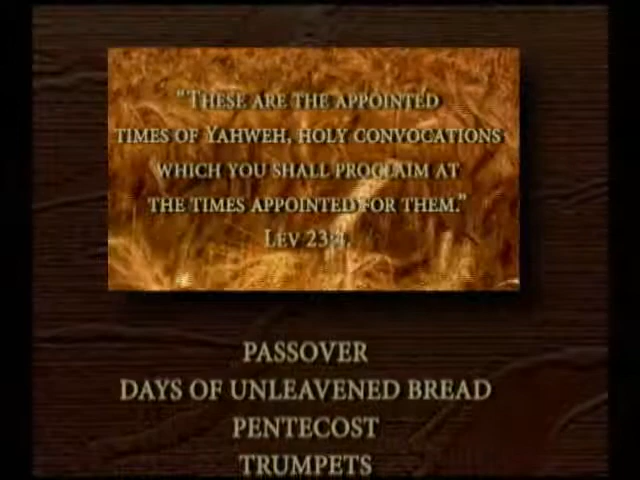 "These are the appointed
times of Yahweh, holy convocations
which you shall proclaim at
the times appointed for them."
Lev 23:4.
PASSOVER
DAYS OF UNLEAVENED BREAD
PENTECOST
TRUMPETS